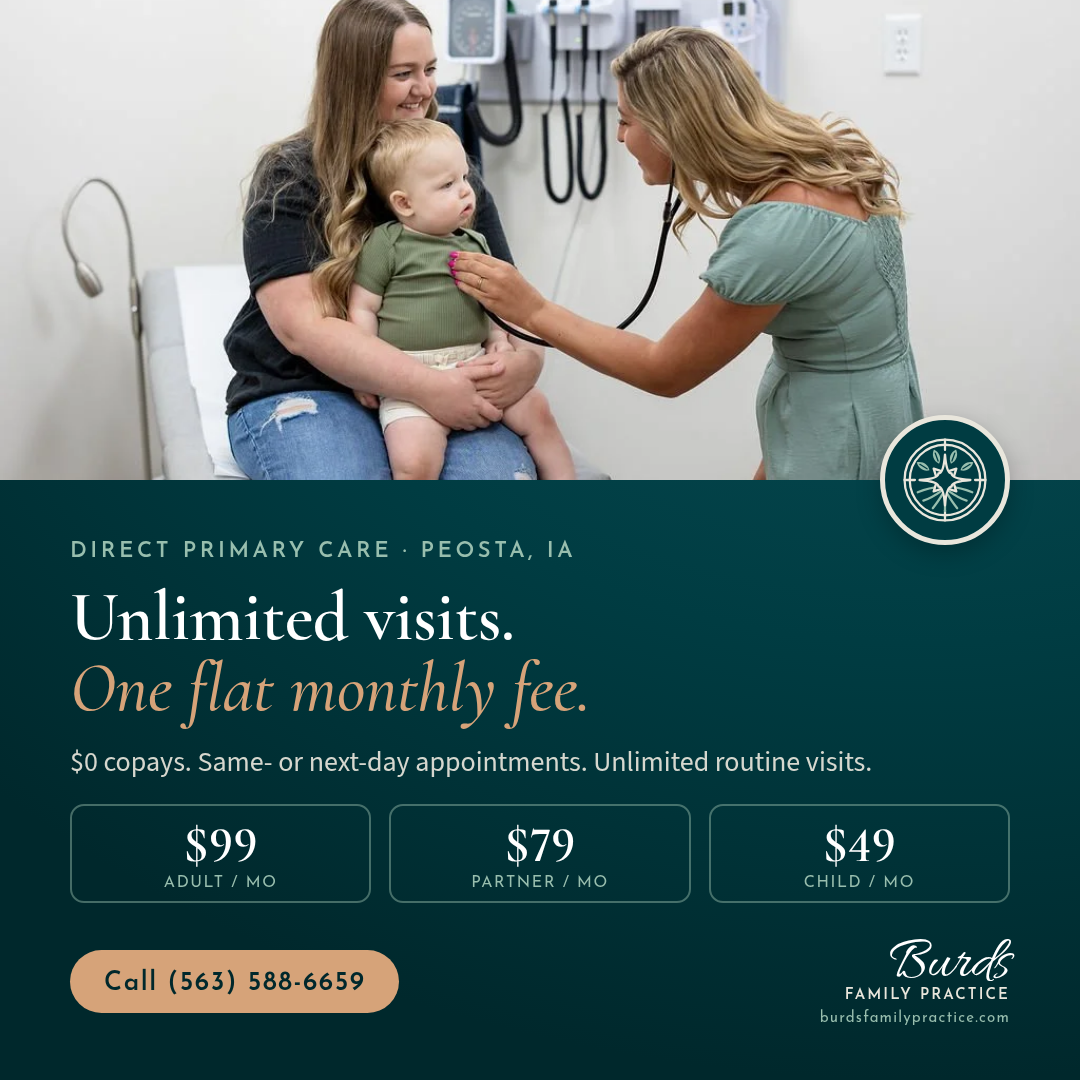 DIRECT PRIMARY CARE · PEOSTA, IA
Unlimited visits.
One flat monthly fee.
$0 copays. Same- or next-day appointments. Unlimited routine visits.
$99
ADULT / MO
$79
PARTNER / MO
$49
CHILD / MO
Call (563) 588-6659
Burds
FAMILY PRACTICE
burdsfamilypractice.com